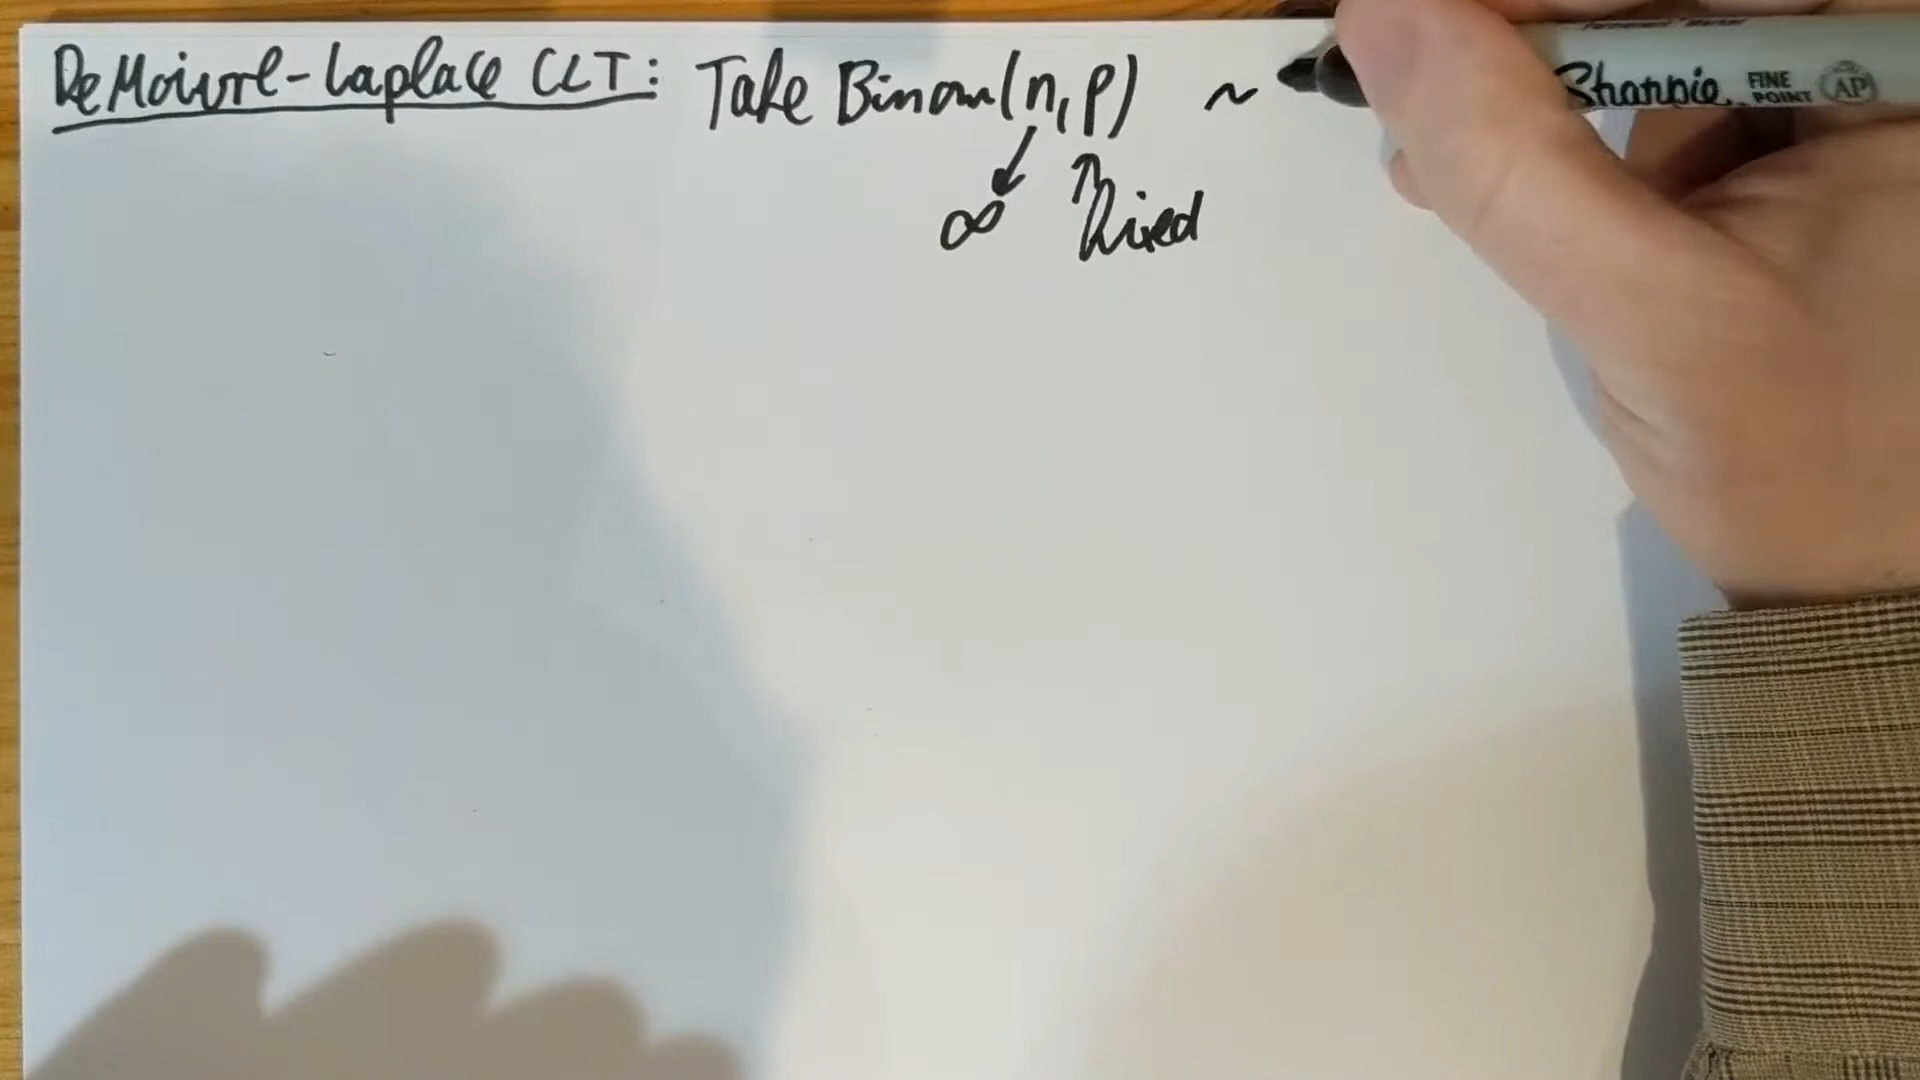 DeMoivre-Laplace CLT: Take Binom(n,p) ~
∞ fixed
Sharpie FINE POINT AP